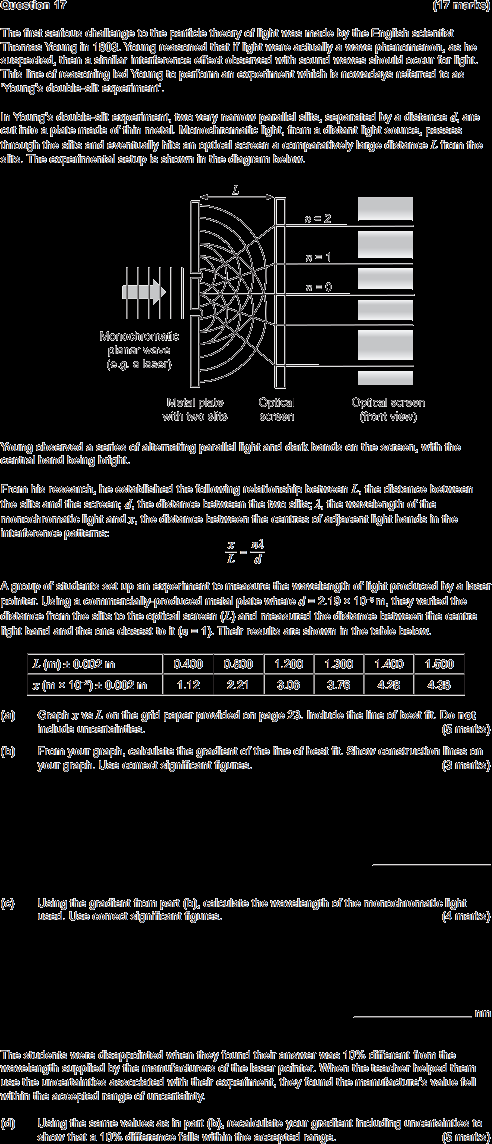 Question 17 (17 marks)
The first serious challenge to the particle theory of light was made by the English scientist
Thomas Young in 1803. Young reasoned that if light were actually a wave phenomenon, as he
suspected, then a similar interference effect observed with sound waves should occur for light.
This line of reasoning led Young to perform an experiment which is nowadays referred to as
'Young's double-slit experiment'.
In Young's double-slit experiment, two very narrow parallel slits, separated by a distance d, are
cut into a plate made of thin metal. Monochromatic light, from a distant light source, passes
through the slits and eventually hits an optical screen a comparatively large distance L from the
slits. The experimental setup is shown in the diagram below.
L
n = 2
n = 1
n = 0
Monochromatic
planar wave
(e.g. a laser)
Metal plate
with two slits
Optical
screen
Optical screen
(front view)
Young observed a series of alternating parallel light and dark bands on the screen, with the
central band being bright.
From his research, he established the following relationship between L, the distance between
the slits and the screen; d, the distance between the two slits; λ, the wavelength of the
monochromatic light and x, the distance between the centres of adjacent light bands in the
interference patterns:
x/L = nλ/d
A group of students set up an experiment to measure the wavelength of light produced by a laser
pointer. Using a commercially-produced metal plate where d = 2.19 × 10⁻⁵ m, they varied the
distance from the slits to the optical screen (L) and measured the distance between the centre
light band and the one closest to it (n = 1). Their results are shown in the table below.
L (m) ± 0.002 m 0.400 0.800 1.200 1.300 1.400 1.500
x (m × 10⁻²) ± 0.002 m 1.12 2.21 3.08 3.78 4.28 4.38
(a) Graph x vs L on the grid paper provided on page 23. Include the line of best fit. Do not
include uncertainties. (5 marks)
(b) From your graph, calculate the gradient of the line of best fit. Show construction lines on
your graph. Use correct significant figures. (3 marks)
(c) Using the gradient from part (b), calculate the wavelength of the monochromatic light
used. Use correct significant figures. (4 marks)
nm
The students were disappointed when they found their answer was 10% different from the
wavelength supplied by the manufacturers of the laser pointer. When the teacher helped them
use the uncertainties associated with their experiment, they found the manufacture's value fell
within the accepted range of uncertainty.
(d) Using the same values as in part (b), recalculate your gradient including uncertainties to
show that a 10% difference falls within the accepted range. (5 marks)